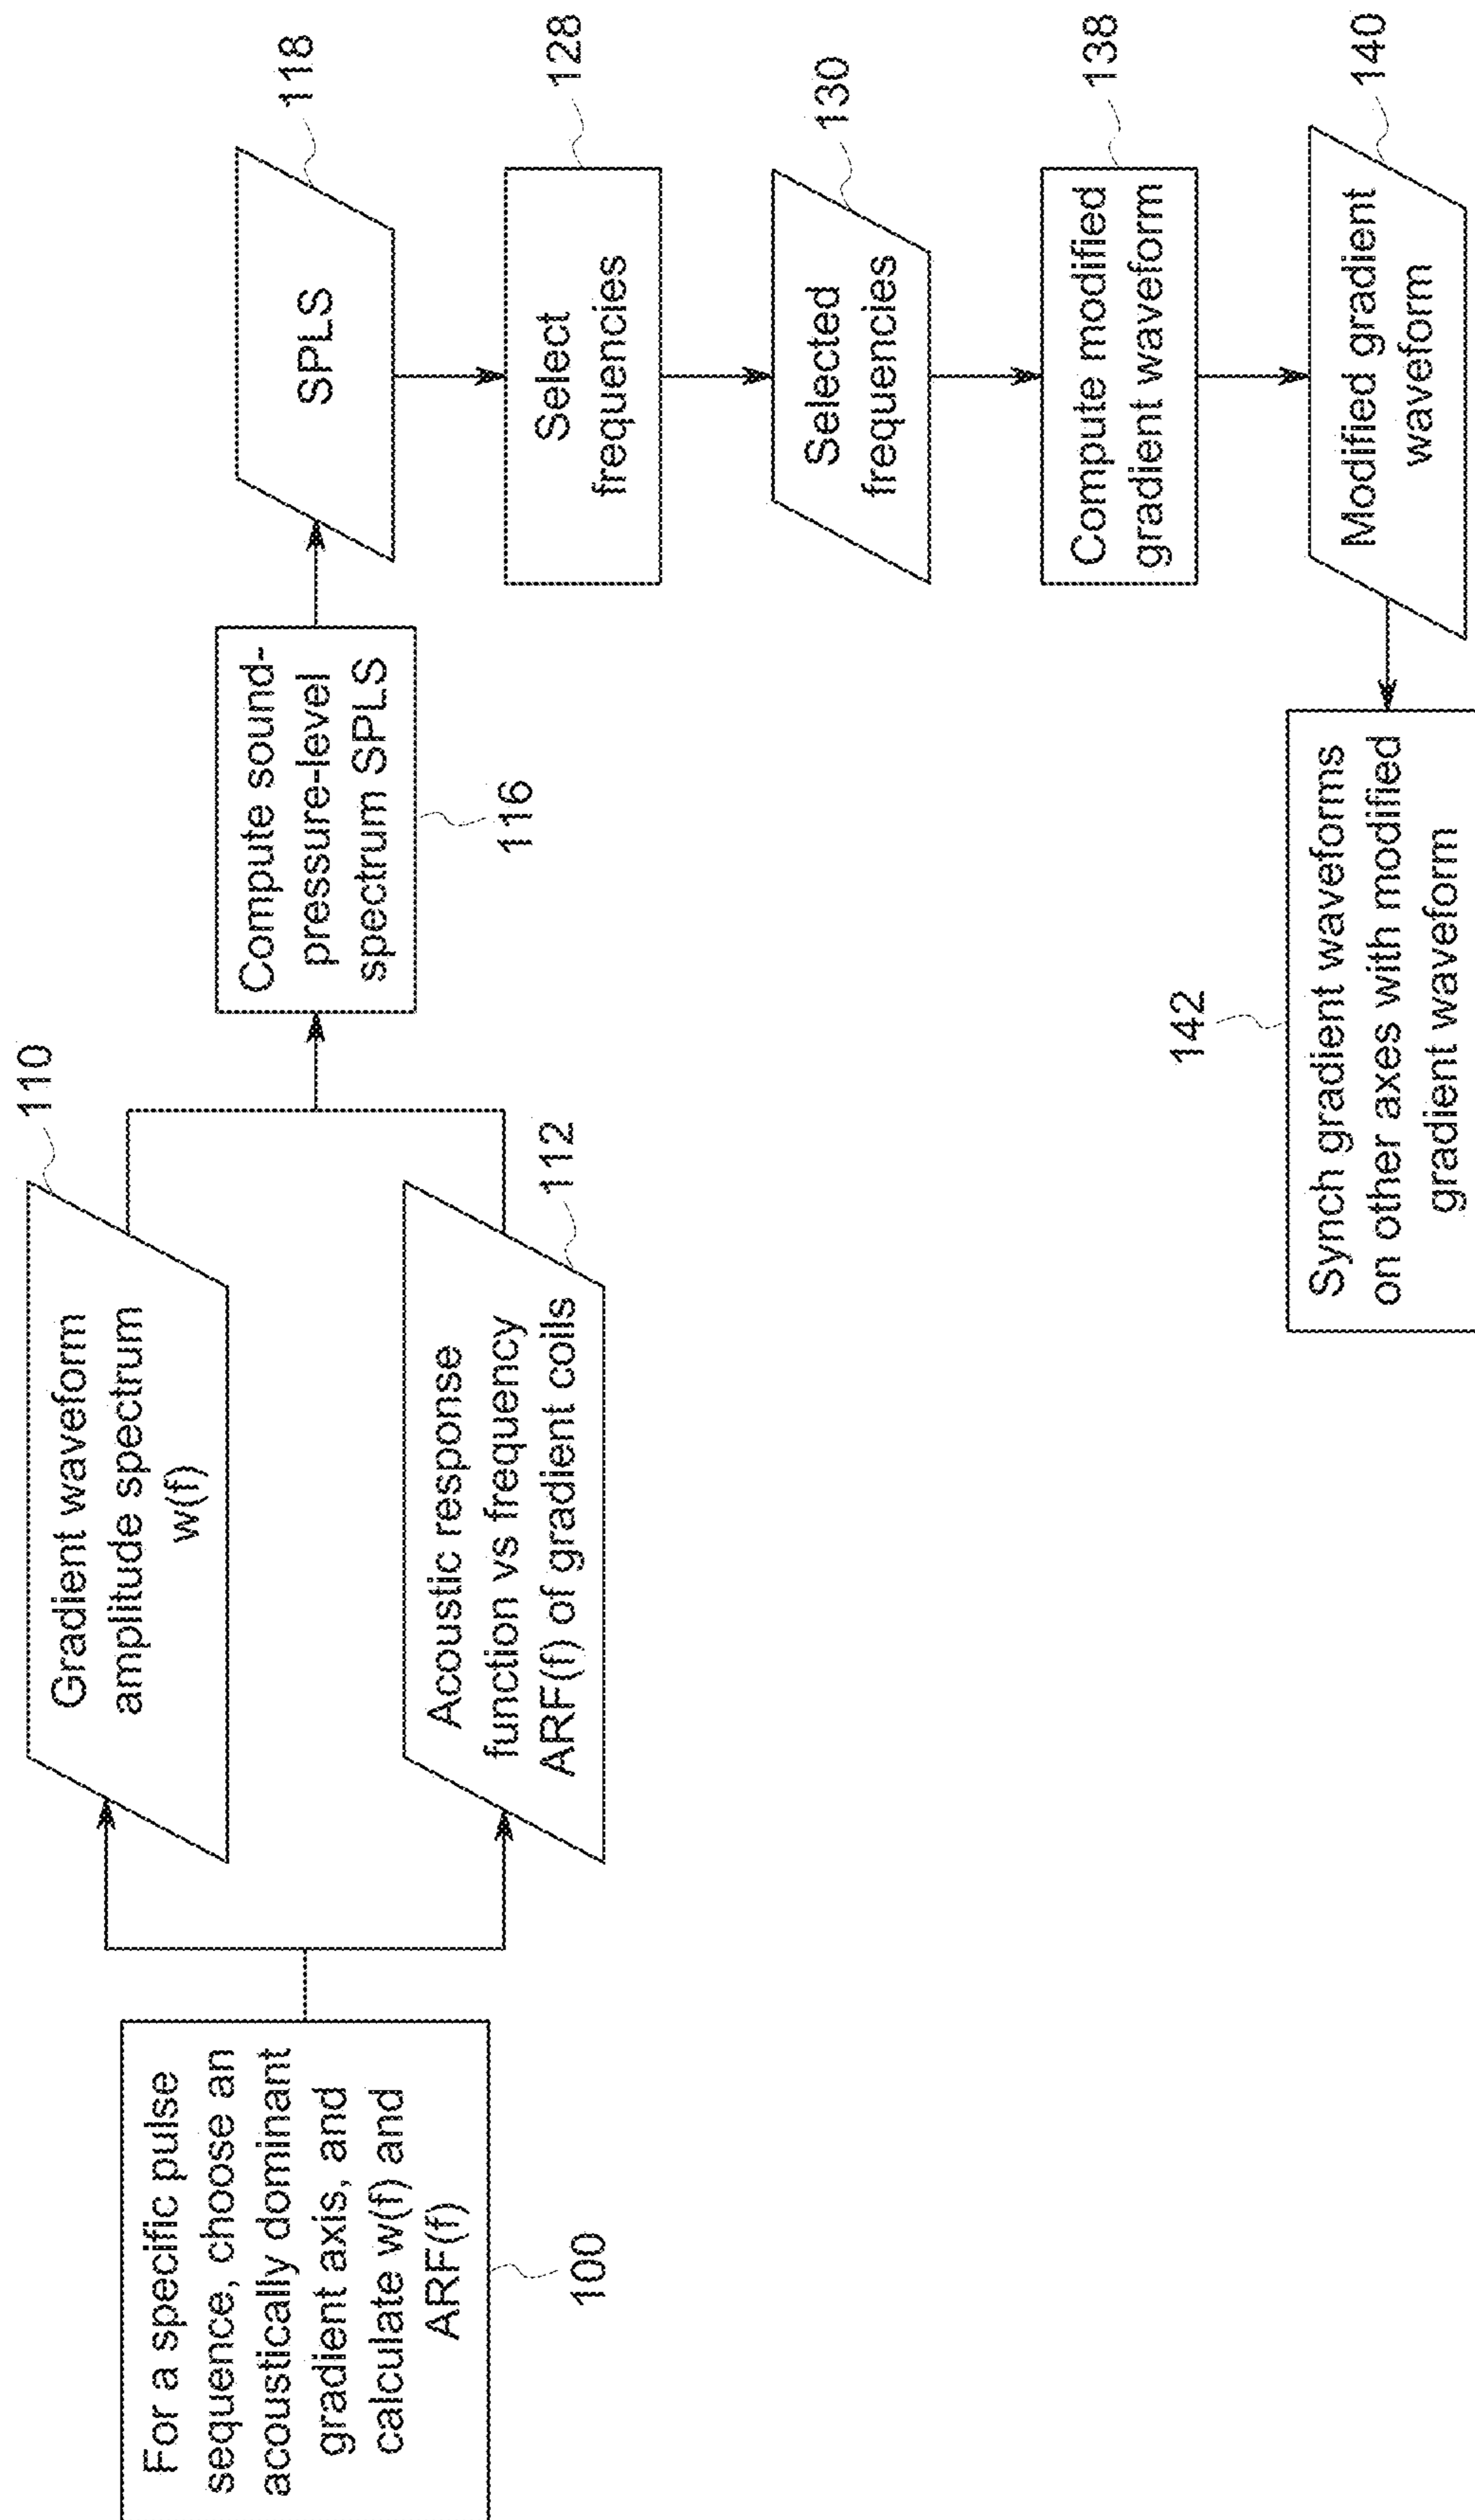 For a specific pulse
sequence, choose an
acoustically dominant
gradient axis, and
calculate w(f) and
ARF(f)
100
Gradient waveform
amplitude spectrum
w(f)
110
Acoustic response
function vs frequency
ARF(f) of gradient coils
112
Compute sound-
pressure-level
spectrum SPLS
116
SPLS
118
Select
frequencies
128
Selected
frequencies
130
Compute modified
gradient waveform
138
Modified gradient
waveform
140
Synch gradient waveforms
on other axes with modified
gradient waveform
142